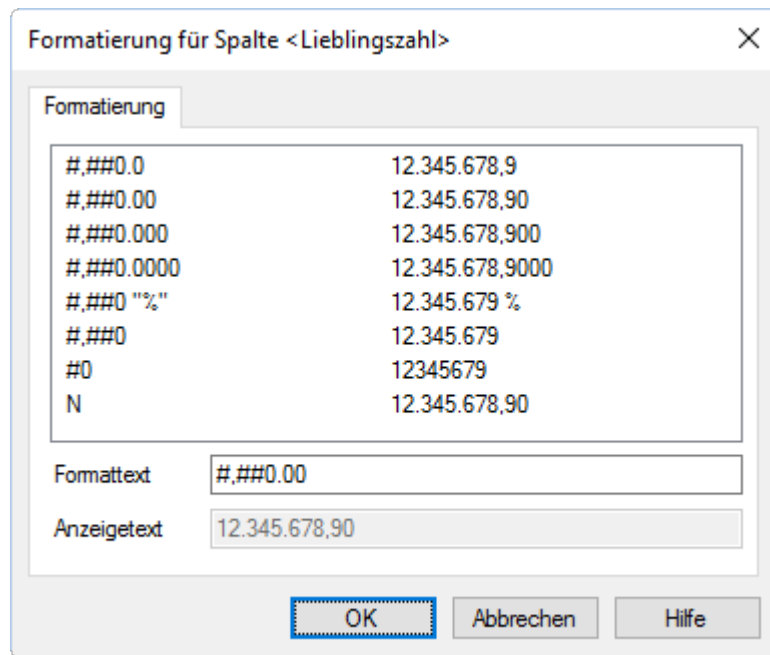 Formatierung für Spalte <Lieblingszahl>
Formatierung
#,##0.0 12.345.678,9
#,##0.00 12.345.678,90
#,##0.000 12.345.678,900
#,##0.0000 12.345.678,9000
#,##0 "%" 12.345.679 %
#,##0 12.345.679
#0 12345679
N 12.345.678,90
Formattext #,##0.00
Anzeigetext 12.345.678,90
OK Abbrechen Hilfe